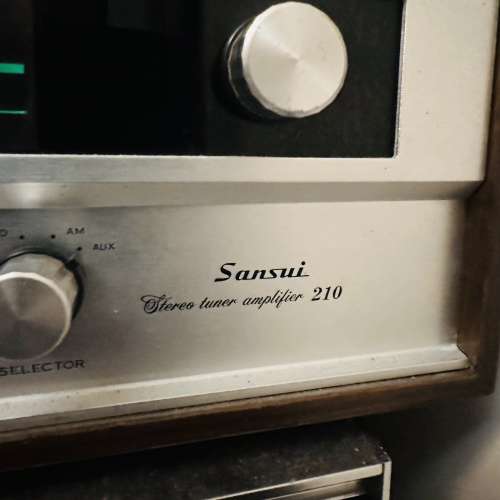 AM
AUX
Sansui
Stereo tuner amplifier 210
SELECTOR